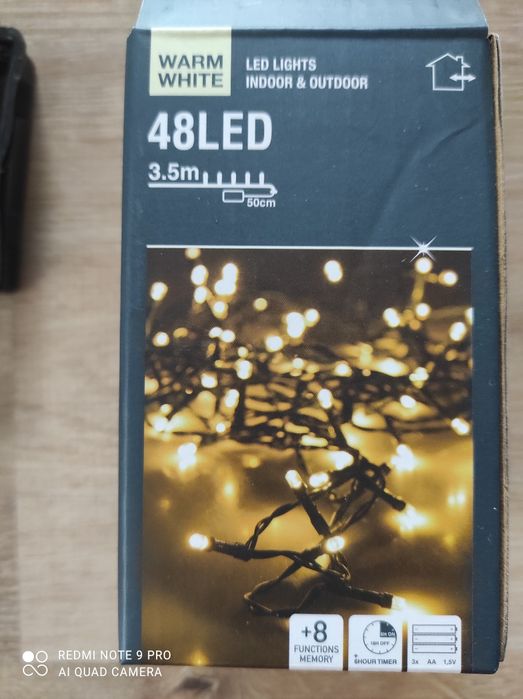 WARM
WHITE
LED LIGHTS
INDOOR & OUTDOOR
48LED
3.5m
50cm
+8
FUNCTIONS
MEMORY
6H ON
18H OFF
+
6HOUR TIMER
3x AA 1,5V
REDMI NOTE 9 PRO
AI QUAD CAMERA